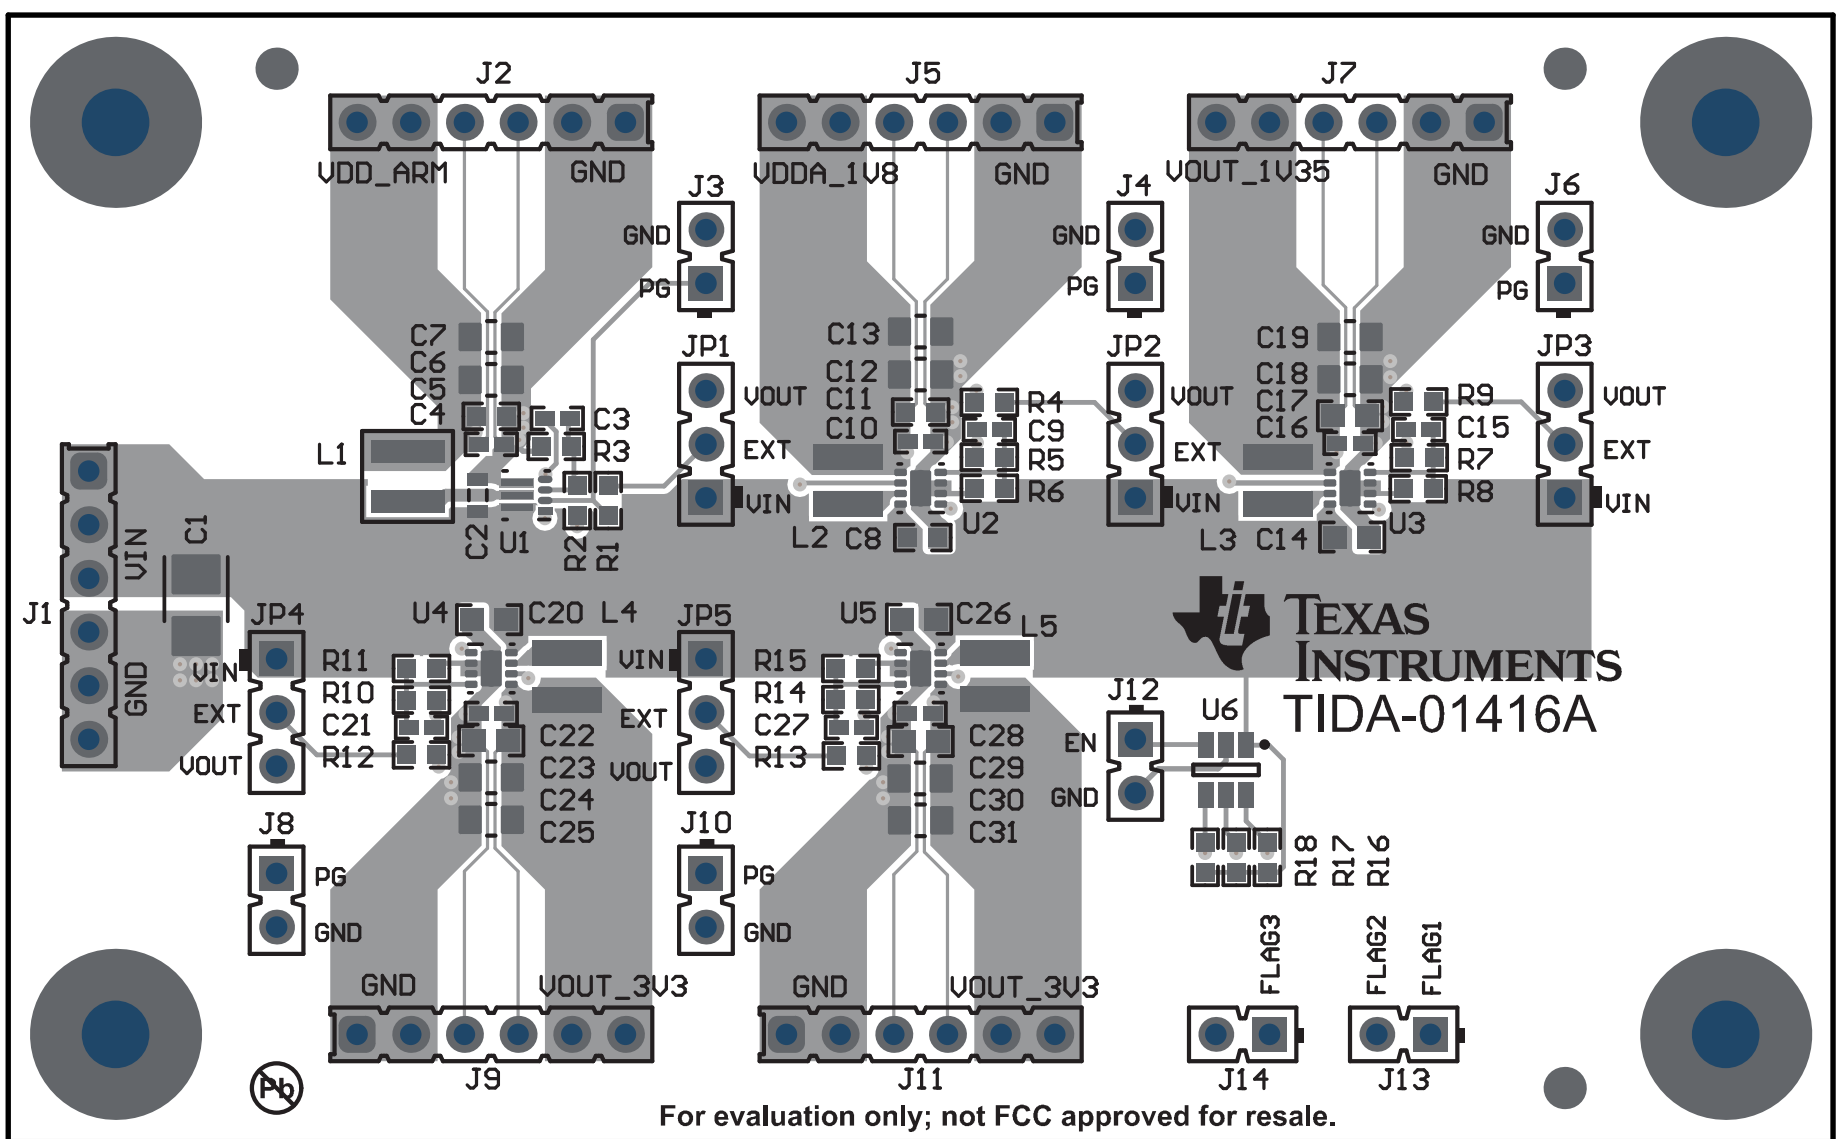 J2
J5
J7
VDD_ARM
GND
J3
VDDA_1V8
GND
J4
VOUT_1V35
GND
J6
GND
PG
GND
PG
GND
PG
C7
C6
C5
C4
C3
R3
L1
JP1
VOUT
EXT
VIN
C13
C12
C11
C10
R4
C9
R5
R6
JP2
VOUT
EXT
VIN
C19
C18
C17
C16
R9
C15
R7
R8
JP3
VOUT
EXT
VIN
C2
U1
R2
R1
L2
C8
U2
L3
C14
U3
J1
VIN
GND
C1
JP4
VIN
EXT
VOUT
U4
C20
L4
R11
R10
C21
R12
C22
C23
C24
C25
JP5
VIN
EXT
VOUT
U5
C26
L5
R15
R14
C27
R13
C28
C29
C30
C31
TEXAS
INSTRUMENTS
TIDA-01416A
J12
EN
GND
U6
R18
R17
R16
J8
PG
GND
J10
PG
GND
GND
VOUT_3V3
GND
VOUT_3V3
FLAG3
FLAG2
FLAG1
J9
J11
J14
J13
Pb
For evaluation only; not FCC approved for resale.